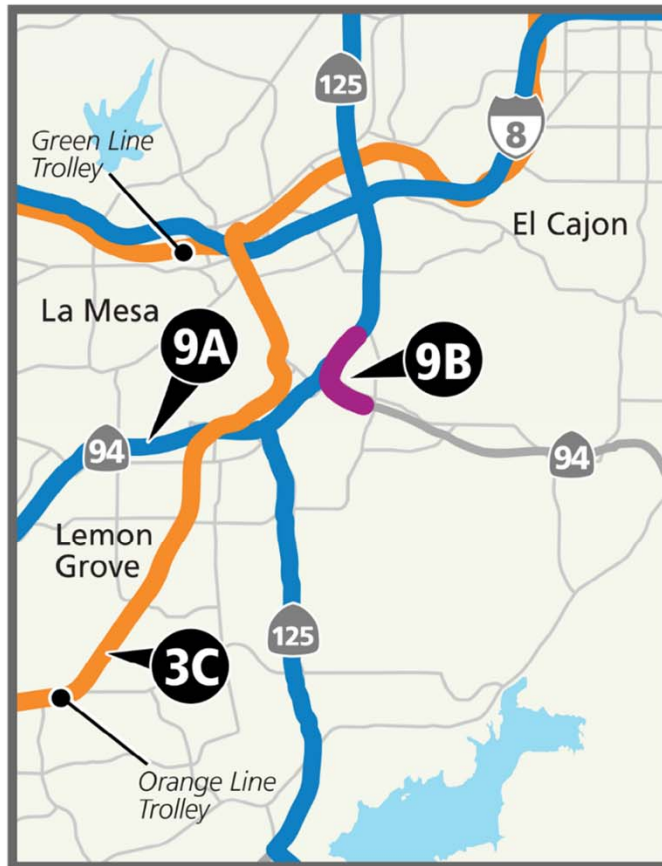 125
8
Green Line
Trolley
El Cajon
La Mesa
9A
9B
94
94
Lemon
Grove
125
3C
Orange Line
Trolley